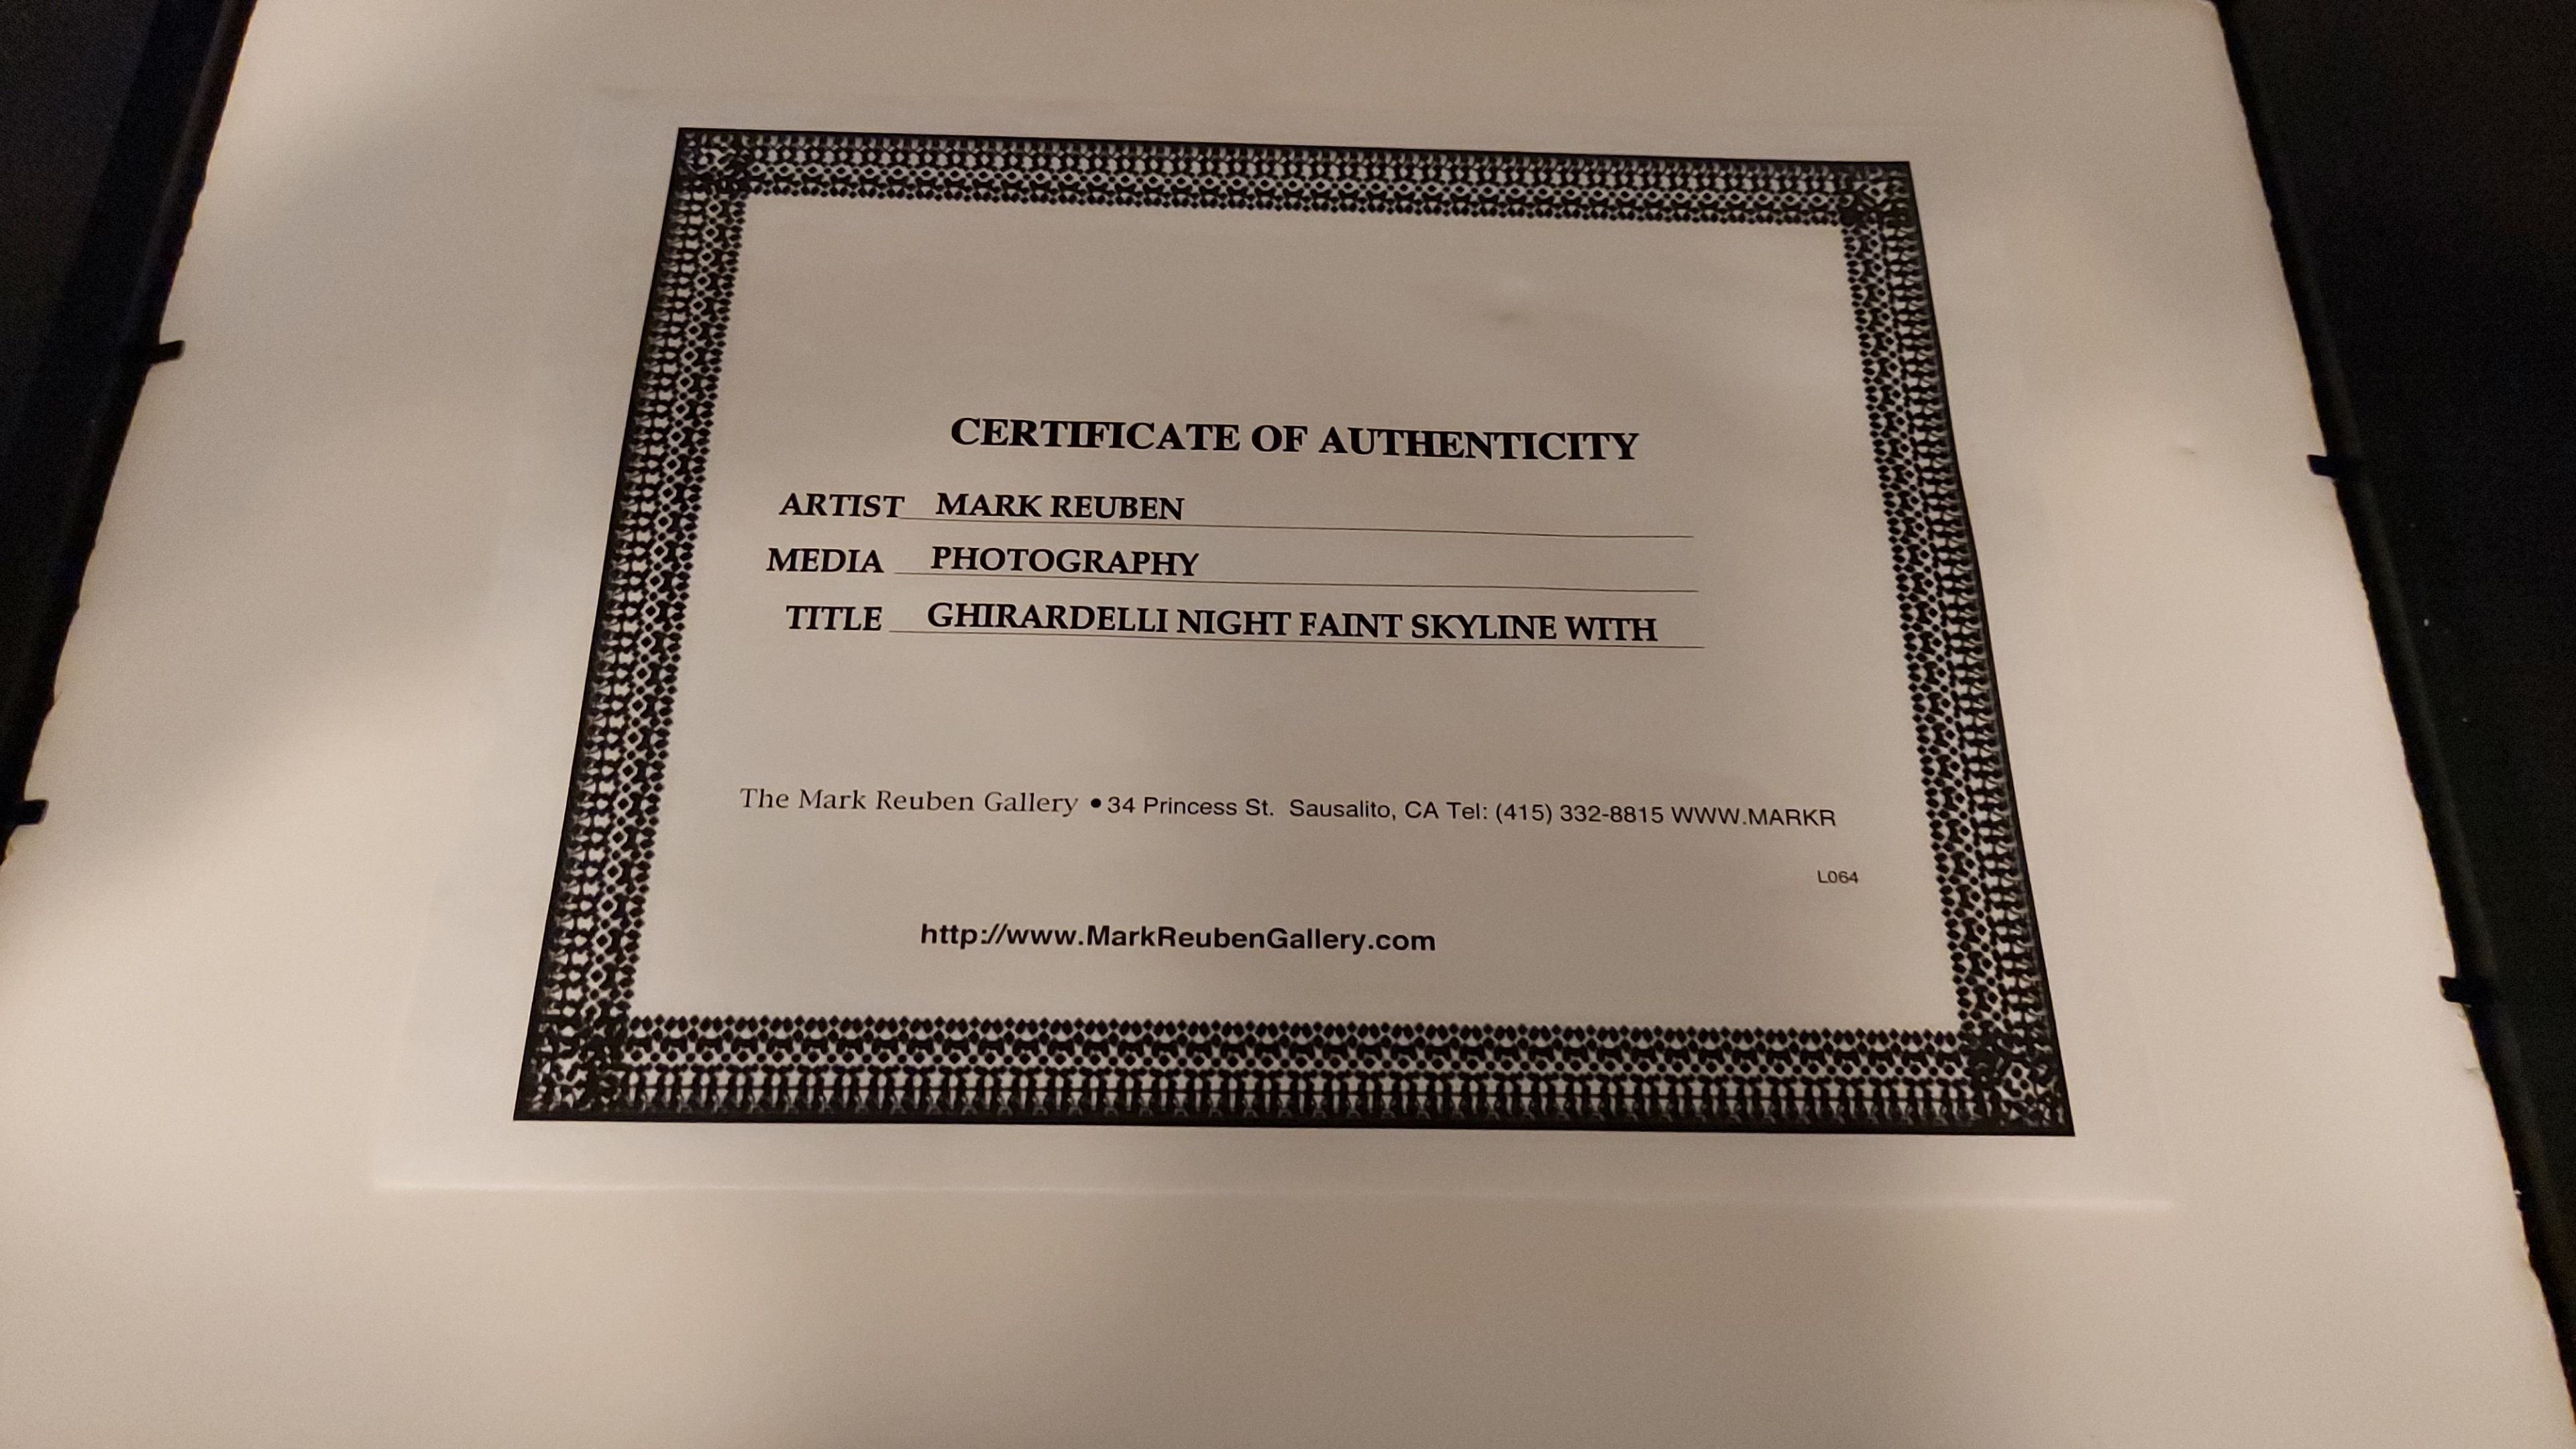 CERTIFICATE OF AUTHENTICITY
ARTIST MARK REUBEN
MEDIA PHOTOGRAPHY
TITLE GHIRARDELLI NIGHT FAINT SKYLINE WITH
The Mark Reuben Gallery • 34 Princess St. Sausalito, CA Tel: (415) 332-8815 WWW.MARKR
L064
http://www.MarkReubenGallery.com